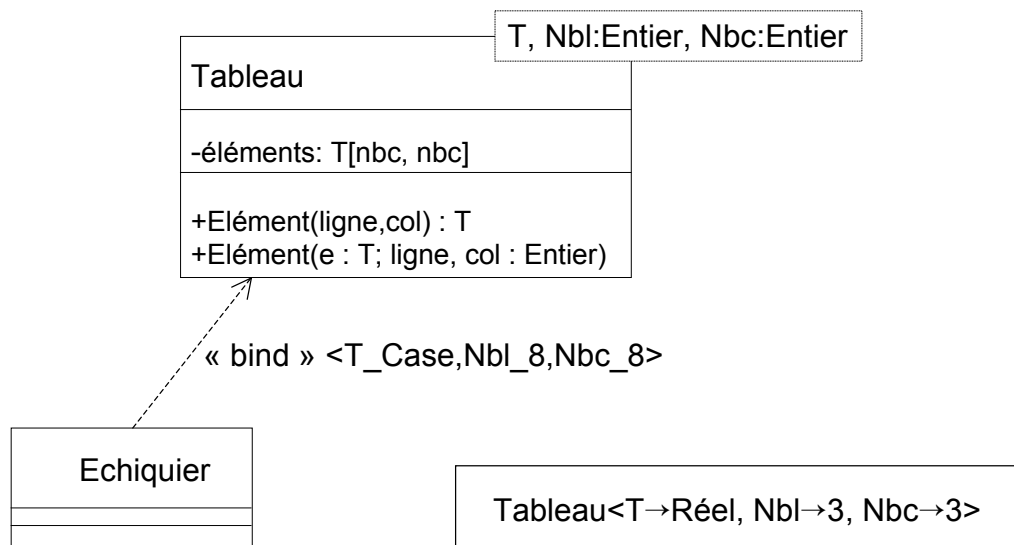 T, Nbl:Entier, Nbc:Entier
Tableau
-éléments: T[nbc, nbc]
+Elément(ligne,col) : T
+Elément(e : T; ligne, col : Entier)
« bind » <T_Case,Nbl_8,Nbc_8>
Echiquier
Tableau<T→Réel, Nbl→3, Nbc→3>